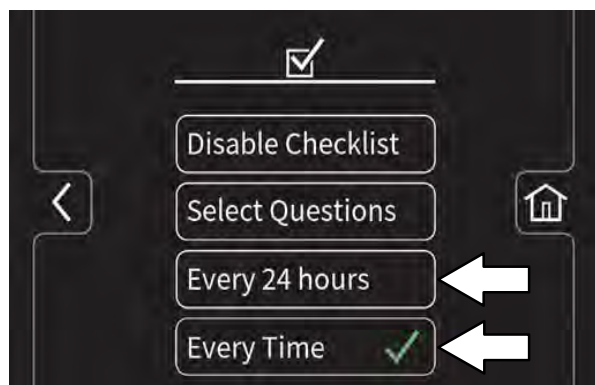 Disable Checklist
Select Questions
Every 24 hours
Every Time